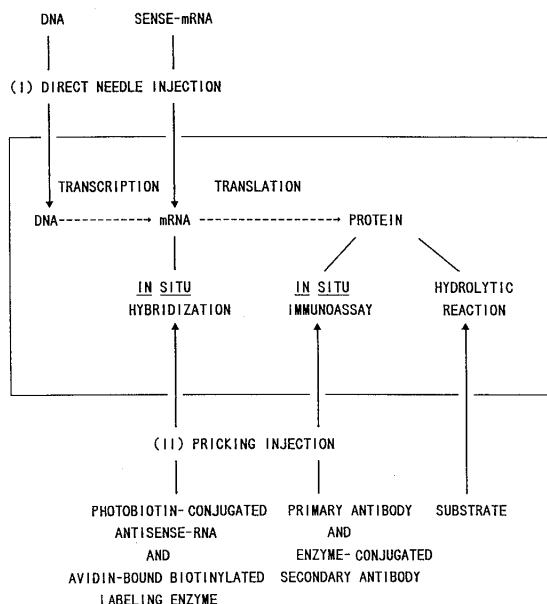 DNA SENSE-mRNA
(I) DIRECT NEEDLE INJECTION
TRANSCRIPTION TRANSLATION
DNA mRNA PROTEIN
IN SITU IN SITU HYDROLYTIC
HYBRIDIZATION IMMUNOASSAY REACTION
(II) PRICKING INJECTION
PHOTOBIOTIN-CONJUGATED PRIMARY ANTIBODY SUBSTRATE
ANTISENSE-RNA AND
AND ENZYME-CONJUGATED
AVIDIN-BOUND BIOTINYLATED SECONDARY ANTIBODY
LABELING ENZYME